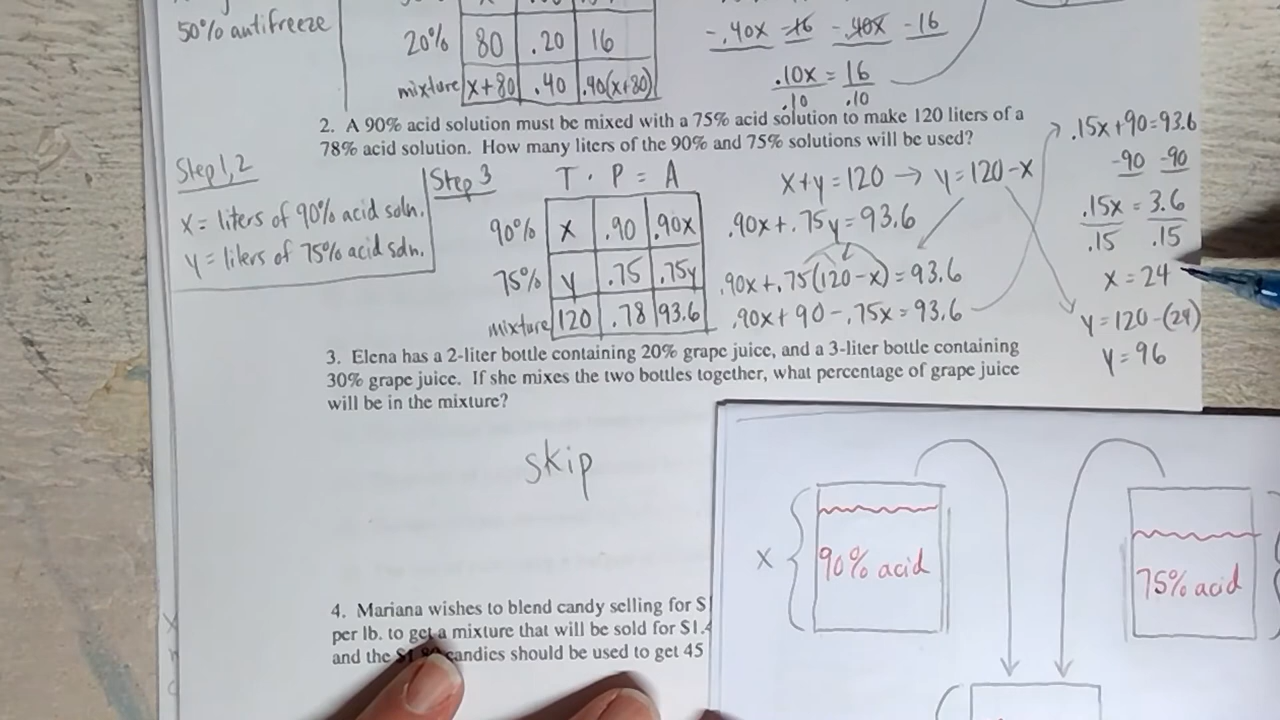 50% antifreeze
20% 80 .20 16
mixture x+80 .40 .40(x+80)
-.40x -16 -.40x -16
.10x = 16
.10 .10
2. A 90% acid solution must be mixed with a 75% acid solution to make 120 liters of a
78% acid solution. How many liters of the 90% and 75% solutions will be used?
Step 1,2
x = liters of 90% acid soln.
y = liters of 75% acid soln.
Step 3
T · P = A
90% x .90 .90x
75% y .75 .75y
mixture 120 .78 93.6
x+y = 120 → y = 120-x
.90x + .75y = 93.6
.90x + .75(120-x) = 93.6
.90x + 90 - .75x = 93.6
.15x + 90 = 93.6
-90 -90
.15x = 3.6
.15 .15
x = 24
y = 120-(24)
y = 96
3. Elena has a 2-liter bottle containing 20% grape juice, and a 3-liter bottle containing
30% grape juice. If she mixes the two bottles together, what percentage of grape juice
will be in the mixture?
skip
4. Mariana wishes to blend candy selling for $
per lb. to get a mixture that will be sold for $1.4
and the candies should be used to get 45
x
90% acid
75% acid